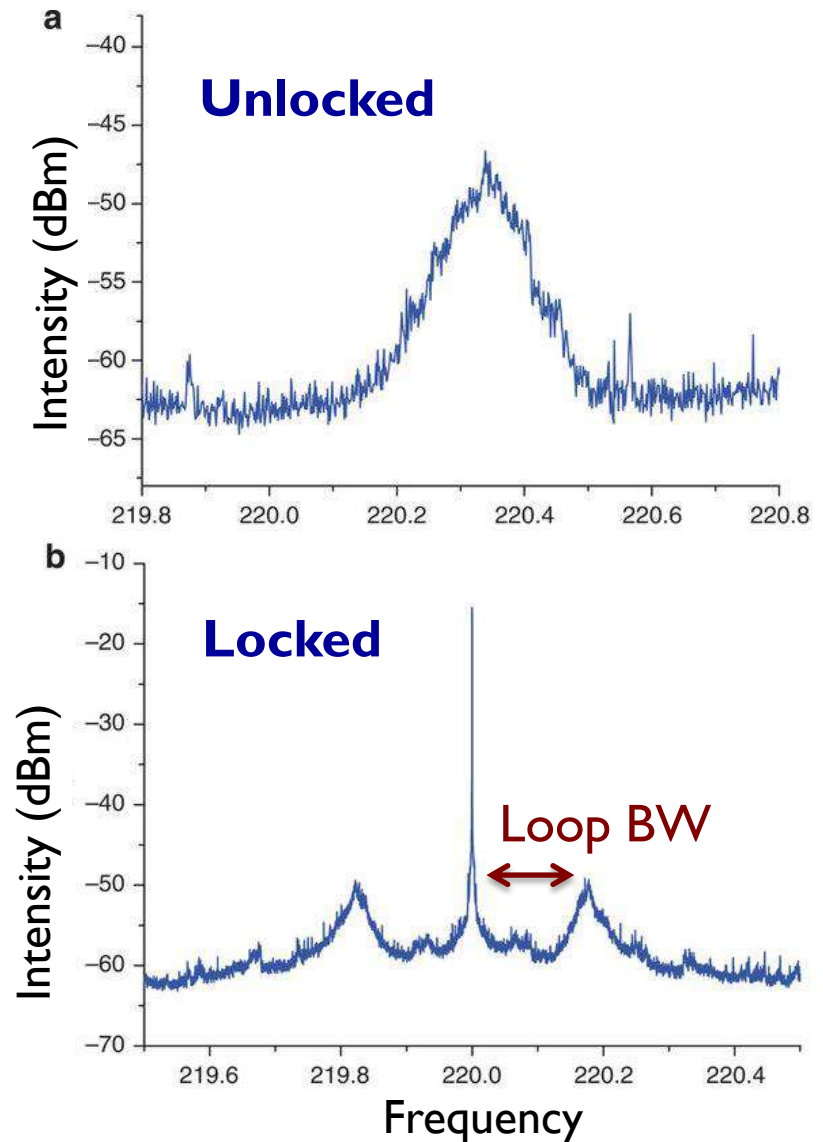 a
Unlocked
Intensity (dBm)
−40
−45
−50
−55
−60
−65
219.8 220.0 220.2 220.4 220.6 220.8
b
Locked
Loop BW
Intensity (dBm)
−10
−20
−30
−40
−50
−60
−70
219.6 219.8 220.0 220.2 220.4
Frequency